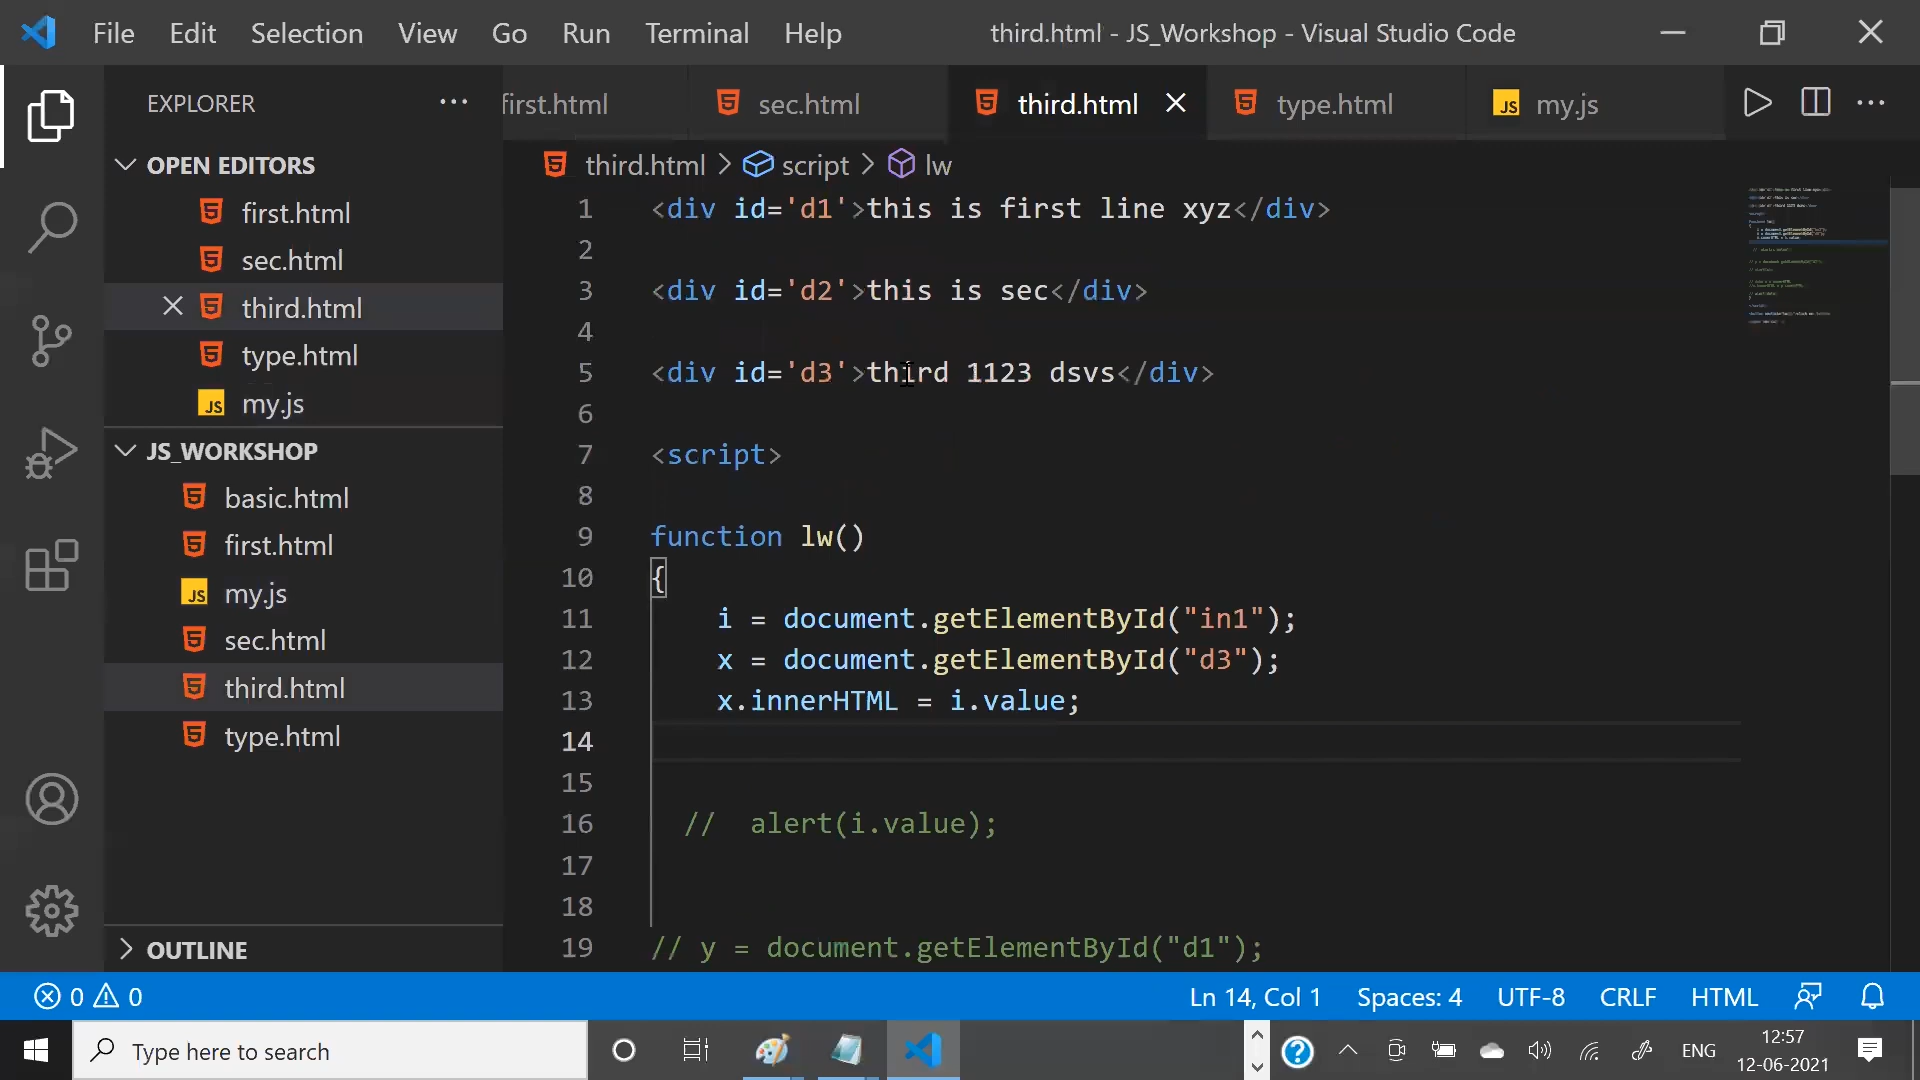 File Edit Selection View Go Run Terminal Help third.html - JS_Workshop - Visual Studio Code
EXPLORER
first.html sec.html third.html type.html JS my.js
OPEN EDITORS
first.html
sec.html
third.html
type.html
JS my.js
JS_WORKSHOP
basic.html
first.html
JS my.js
sec.html
third.html
type.html
OUTLINE
third.html > script > lw
1 <div id='d1'>this is first line xyz</div>
2
3 <div id='d2'>this is sec</div>
4
5 <div id='d3'>third 1123 dsvs</div>
6
7 <script>
8
9 function lw()
10 {
11 i = document.getElementById("in1");
12 x = document.getElementById("d3");
13 x.innerHTML = i.value;
14
15
16 // alert(i.value);
17
18
19 // y = document.getElementById("d1");
0 0 Ln 14, Col 1 Spaces: 4 UTF-8 CRLF HTML
Type here to search
ENG
12:57
12-06-2021